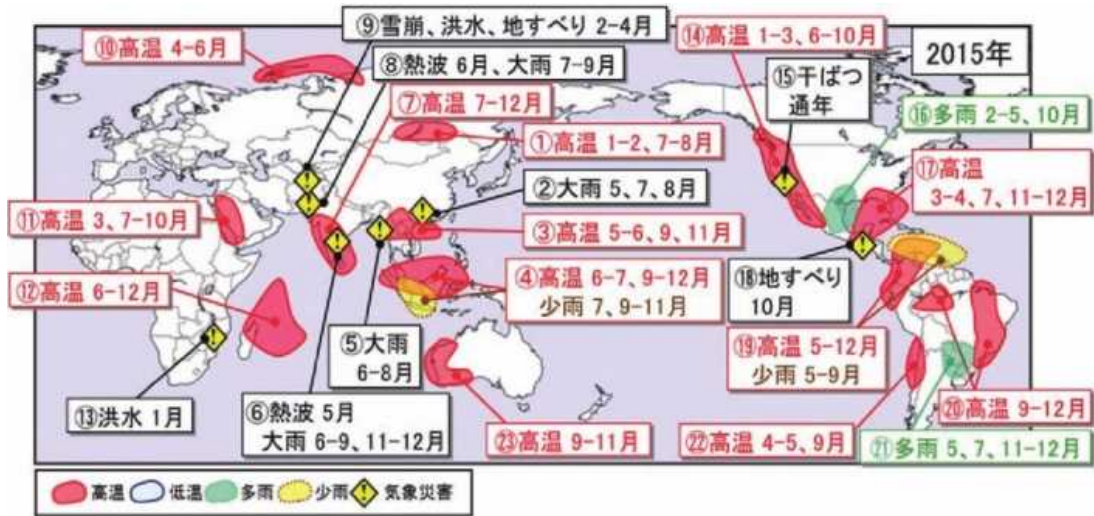 ⑨雪崩、洪水、地すべり 2-4月
⑩高温 4-6月
⑭高温 1-3、6-10月
2015年
⑧熱波 6月、大雨 7-9月
⑮干ばつ
通年
⑦高温 7-12月
⑯多雨 2-5、10月
①高温 1-2、7-8月
⑰高温
3-4、7、11-12月
②大雨 5、7、8月
⑪高温 3、7-10月
③高温 5-6、9、11月
④高温 6-7、9-12月
少雨 7、9-11月
⑱地すべり
10月
⑫高温 6-12月
⑤大雨
6-8月
⑲高温 5-12月
少雨 5-9月
⑬洪水 1月
⑥熱波 5月
大雨 6-9、11-12月
㉓高温 9-11月
㉒高温 4-5、9月
⑳高温 9-12月
㉑多雨 5、7、11-12月
高温 低温 多雨 少雨 気象災害